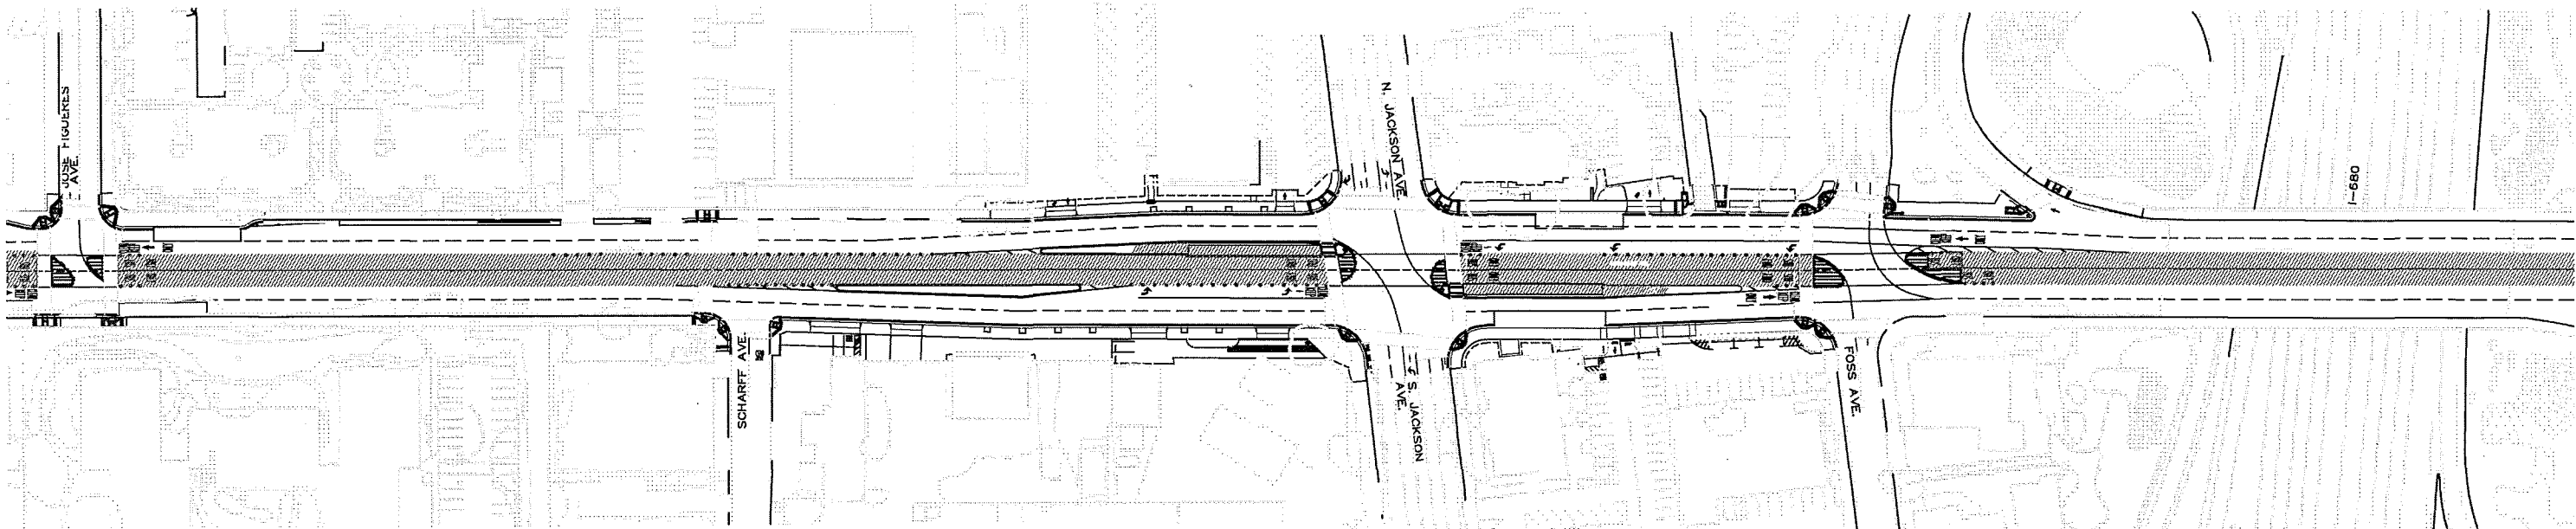 JOSE FIGUERES
AVE.
SCHARFF AVE.
N. JACKSON AVE.
S. JACKSON
AVE.
FOSS AVE.
I-680